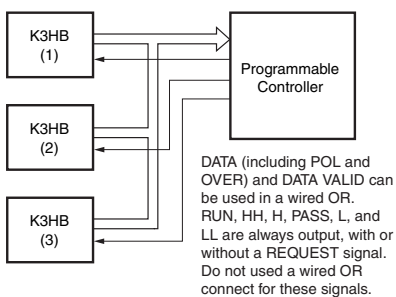 K3HB
(1)
Programmable
Controller
K3HB
(2)
K3HB
(3)
DATA (including POL and
OVER) and DATA VALID can
be used in a wired OR.
RUN, HH, H, PASS, L, and
LL are always output, with or
without a REQUEST signal.
Do not used a wired OR
connect for these signals.